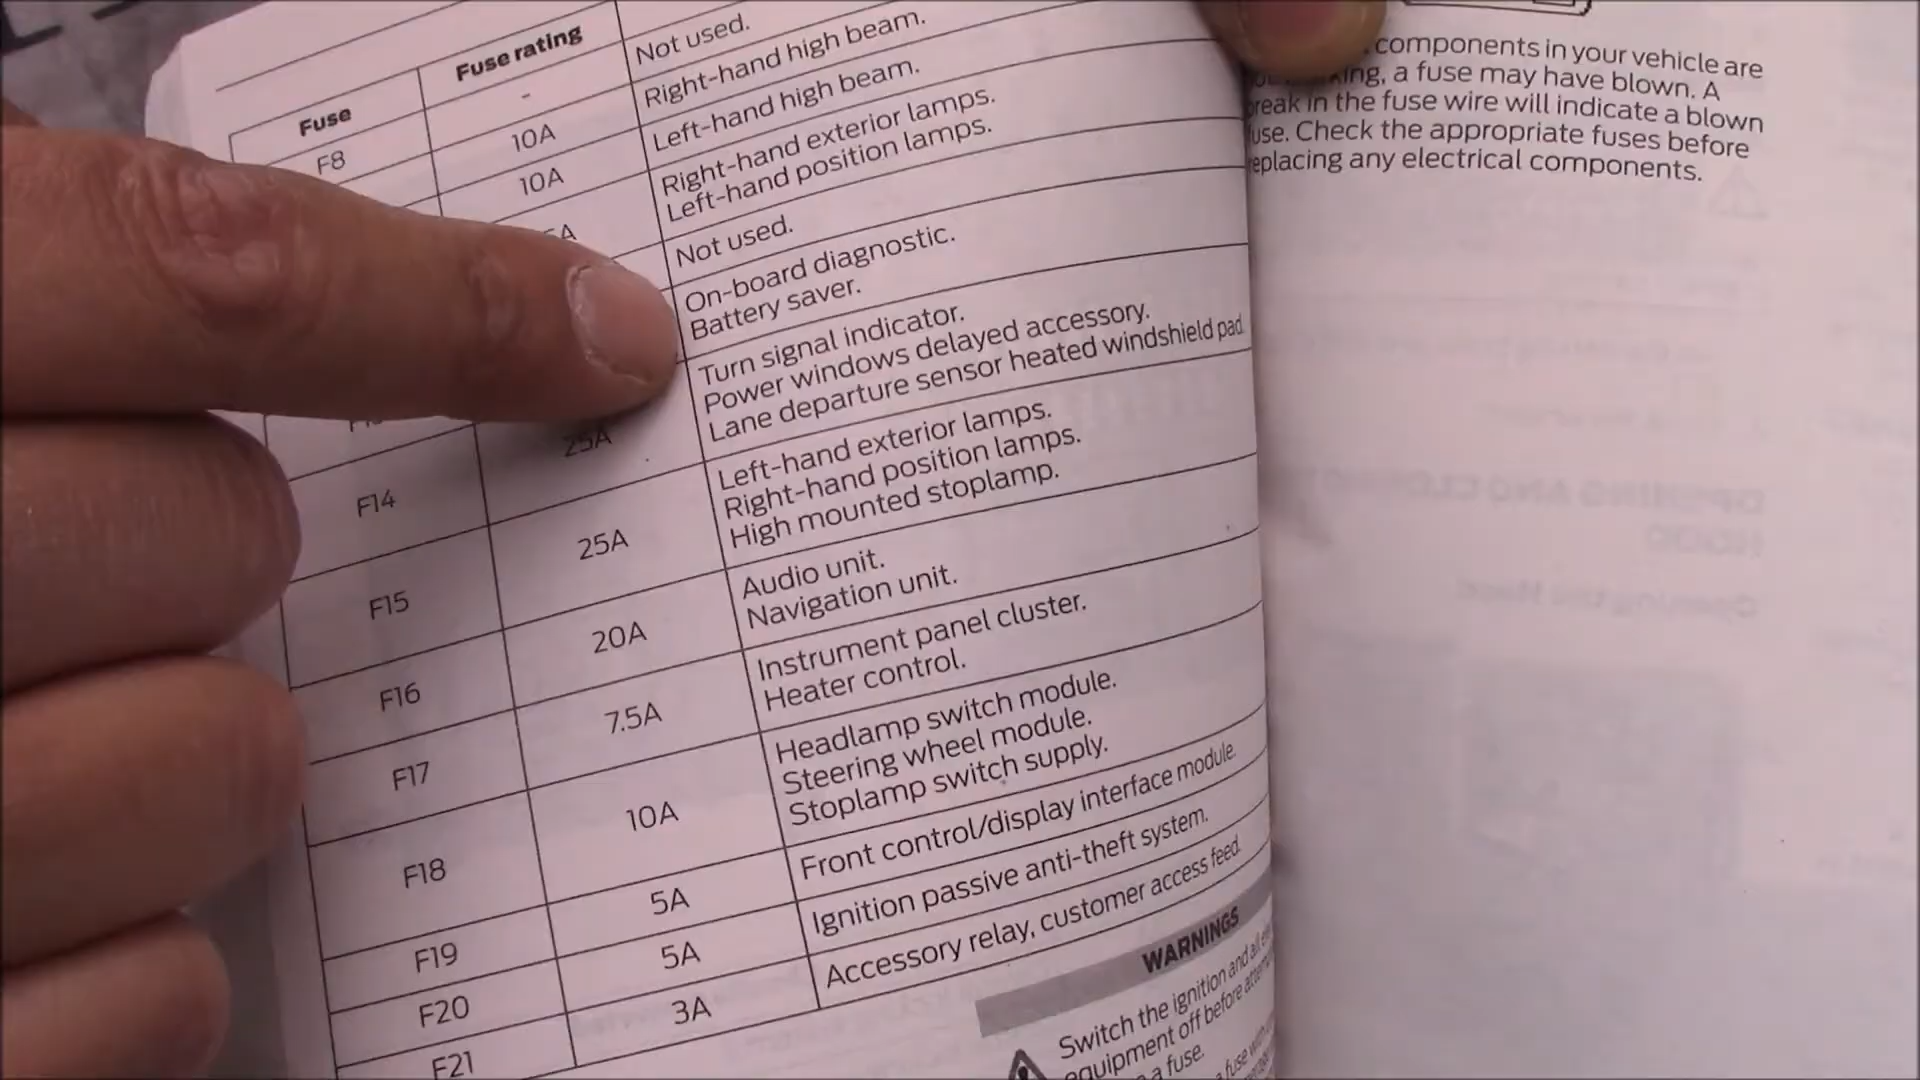 Fuse Fuse rating
F8 - Not used.
10A Right-hand high beam.
10A Left-hand high beam.
Right-hand exterior lamps.
Left-hand position lamps.
Not used.
On-board diagnostic.
Battery saver.
Turn signal indicator.
Power windows delayed accessory.
F14 25A Lane departure sensor heated windshield pad.
Left-hand exterior lamps.
F15 25A Right-hand position lamps.
High mounted stoplamp.
F16 20A Audio unit.
Navigation unit.
F17 7.5A Instrument panel cluster.
Heater control.
Headlamp switch module.
F18 10A Steering wheel module.
Stoplamp switch supply.
F19 5A Front control/display interface module.
F20 5A Ignition passive anti-theft system.
F21 3A Accessory relay, customer access feed.
WARNINGS
Switch the ignition and all
equipment off before
a fuse.
components in your vehicle are
a fuse may have blown. A
in the fuse wire will indicate a blown
Check the appropriate fuses before
any electrical components.